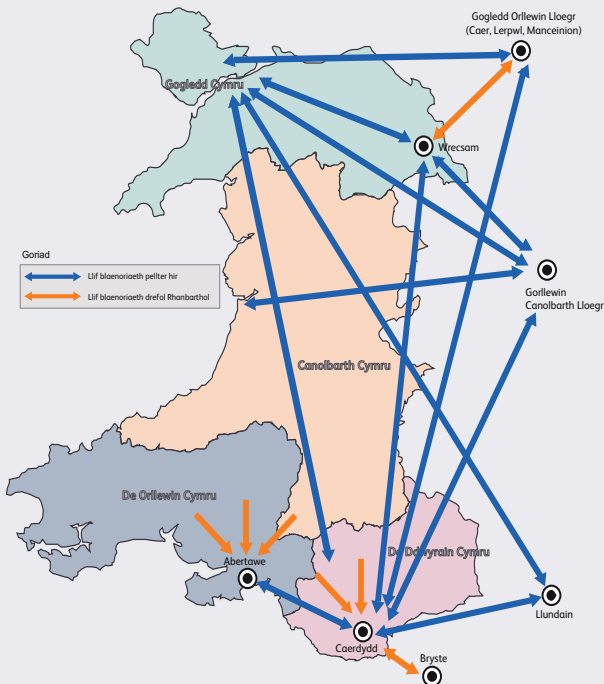 Gogledd Orllewin Lloegr
(Caer, Lerpwl, Manceinion)
Gogledd Cymru
Wrecsam
Goriad
Llif blaenoriaeth pellter hir
Llif blaenoriaeth drefol Rhanbarthol
Gorllewin
Canolbarth Lloegr
Canolbarth Cymru
De Orllewin Cymru
De Ddwyrain Cymru
Abertawe
Llundain
Caerdydd
Bryste